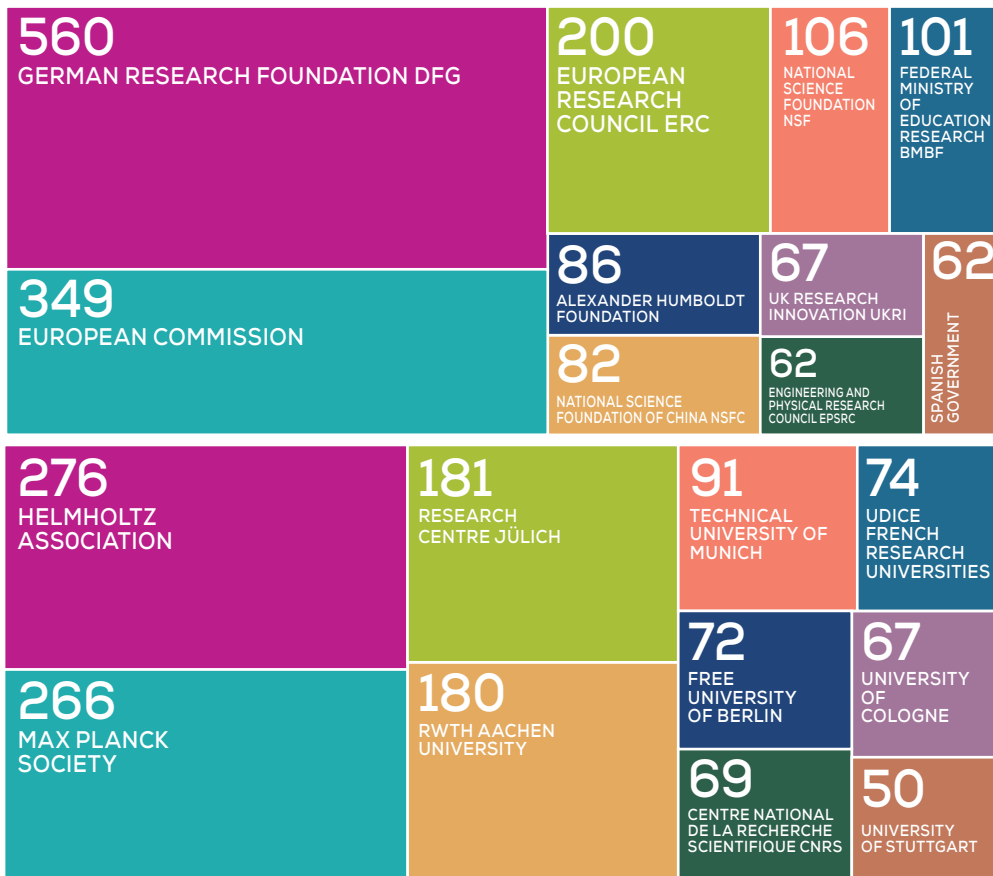 560
GERMAN RESEARCH FOUNDATION DFG
200
EUROPEAN
RESEARCH
COUNCIL ERC
106
NATIONAL
SCIENCE
FOUNDATION
NSF
101
FEDERAL
MINISTRY
OF
EDUCATION
RESEARCH
BMBF
349
EUROPEAN COMMISSION
86
ALEXANDER HUMBOLDT
FOUNDATION
67
UK RESEARCH
INNOVATION UKRI
62
SPANISH
GOVERNMENT
82
NATIONAL SCIENCE
FOUNDATION OF CHINA NSFC
62
ENGINEERING AND
PHYSICAL RESEARCH
COUNCIL EPSRC
276
HELMHOLTZ
ASSOCIATION
181
RESEARCH
CENTRE JÜLICH
91
TECHNICAL
UNIVERSITY OF
MUNICH
74
UDICE
FRENCH
RESEARCH
UNIVERSITIES
266
MAX PLANCK
SOCIETY
180
RWTH AACHEN
UNIVERSITY
72
FREE
UNIVERSITY
OF BERLIN
67
UNIVERSITY
OF
COLOGNE
69
CENTRE NATIONAL
DE LA RECHERCHE
SCIENTIFIQUE CNRS
50
UNIVERSITY
OF STUTTGART